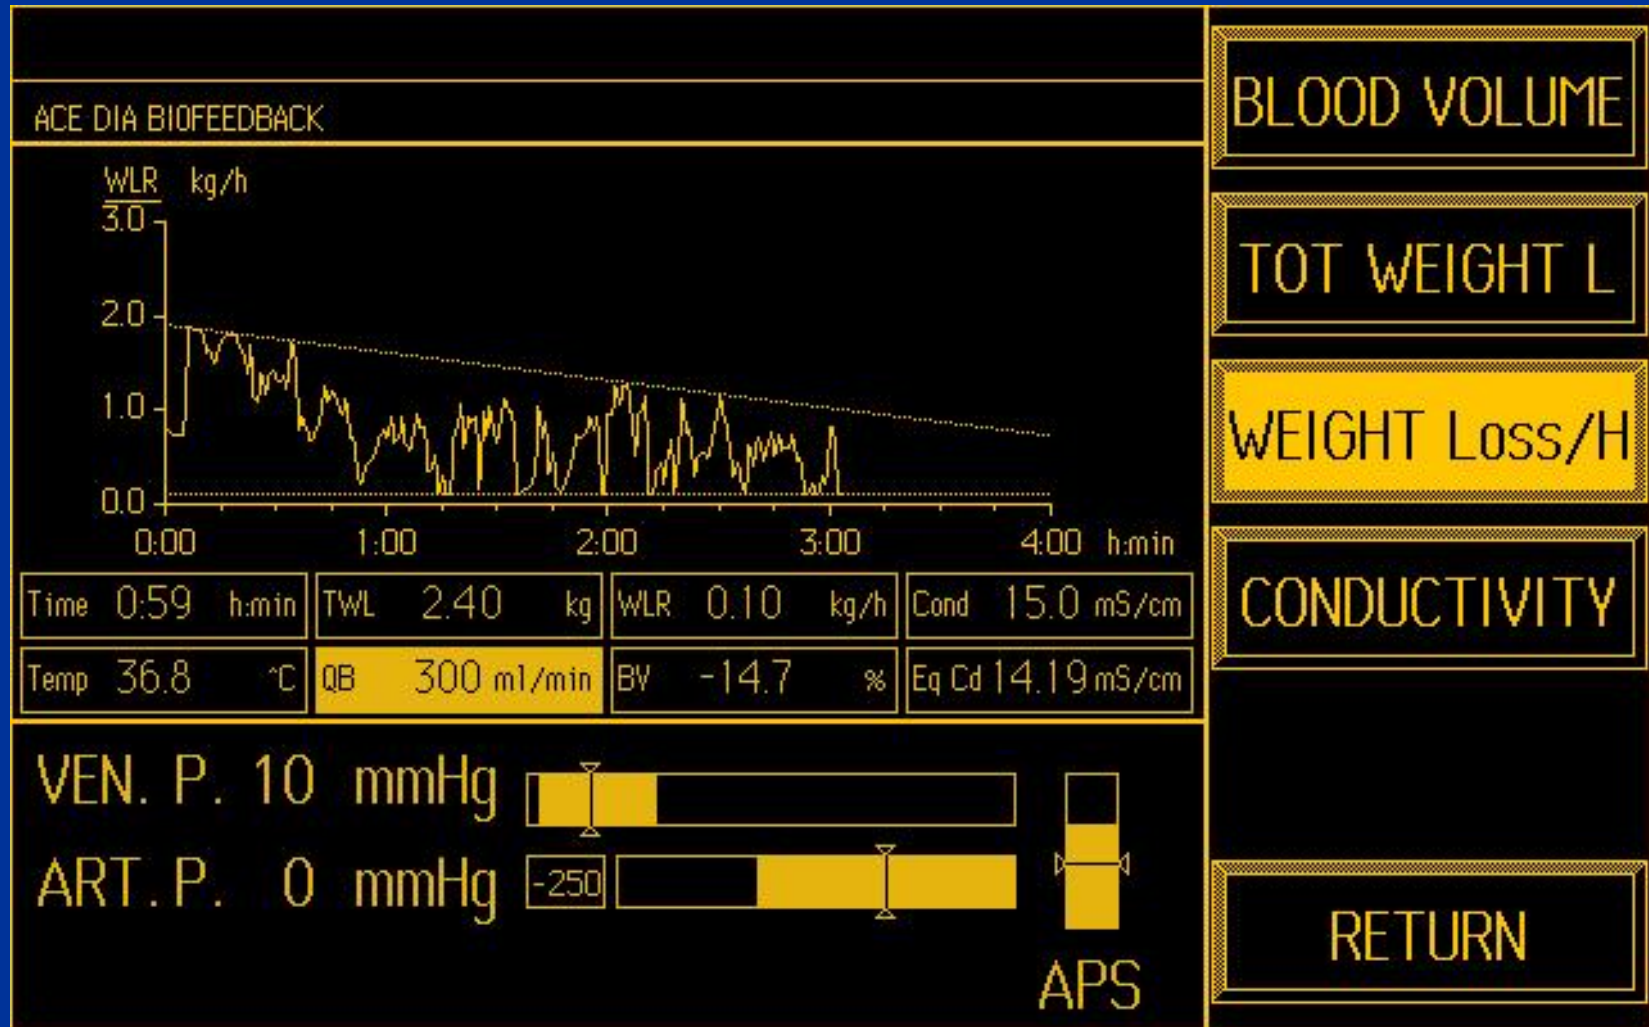 ACE DIA BIOFEEDBACK
WLR kg/h
3.0
2.0
1.0
0.0
0:00 1:00 2:00 3:00 4:00 h:min
Time 0:59 h:min TWL 2.40 kg WLR 0.10 kg/h Cond 15.0 mS/cm
Temp 36.8 °C QB 300 ml/min BV -14.7 % Eq Cd 14.19 mS/cm
VEN. P. 10 mmHg
ART. P. 0 mmHg -250
APS
BLOOD VOLUME
TOT WEIGHT L
WEIGHT Loss/H
CONDUCTIVITY
RETURN